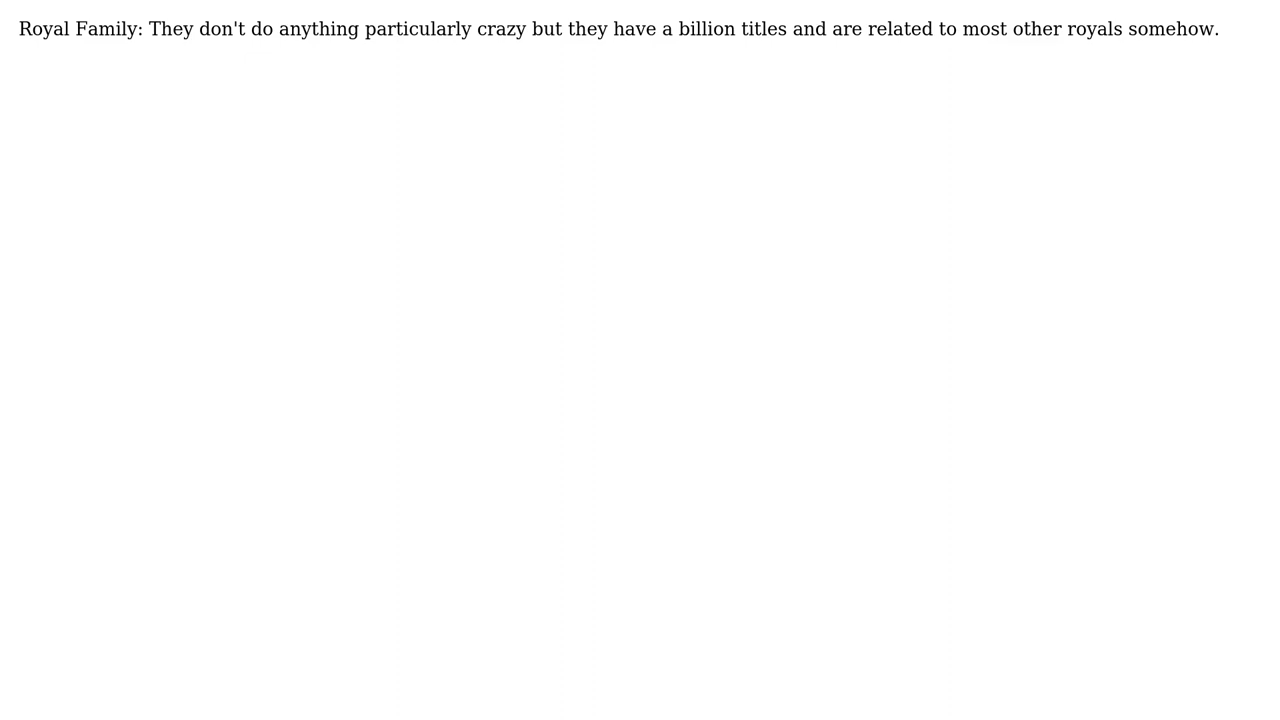 Royal Family: They don't do anything particularly crazy but they have a billion titles and are related to most other royals somehow.